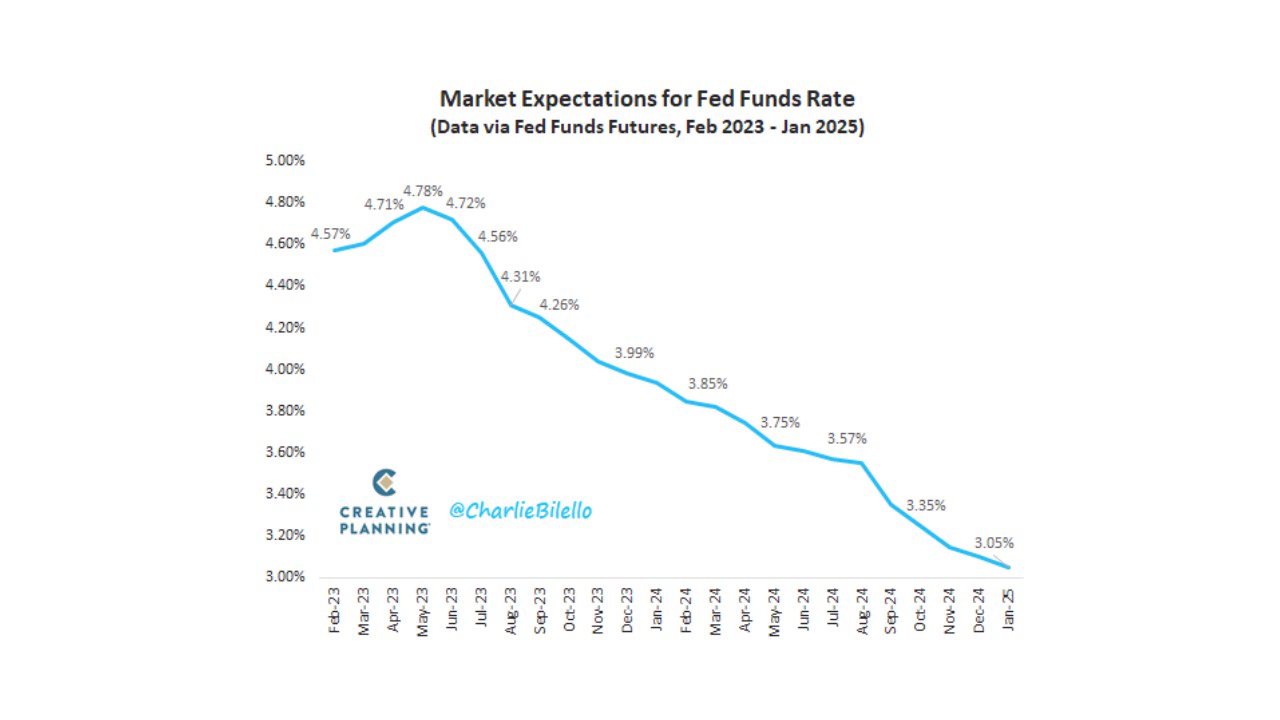 Market Expectations for Fed Funds Rate
(Data via Fed Funds Futures, Feb 2023 - Jan 2025)
5.00%
4.80%
4.60%
4.40%
4.20%
4.00%
3.80%
3.60%
3.40%
3.20%
3.00%
4.57%
4.71%
4.78%
4.72%
4.56%
4.31%
4.26%
3.99%
3.85%
3.75%
3.57%
3.35%
3.05%
CREATIVE
PLANNING
@CharlieBilello
Feb-23
Mar-23
Apr-23
May-23
Jun-23
Jul-23
Aug-23
Sep-23
Oct-23
Nov-23
Dec-23
Jan-24
Feb-24
Mar-24
Apr-24
May-24
Jun-24
Jul-24
Aug-24
Sep-24
Oct-24
Nov-24
Dec-24
Jan-25